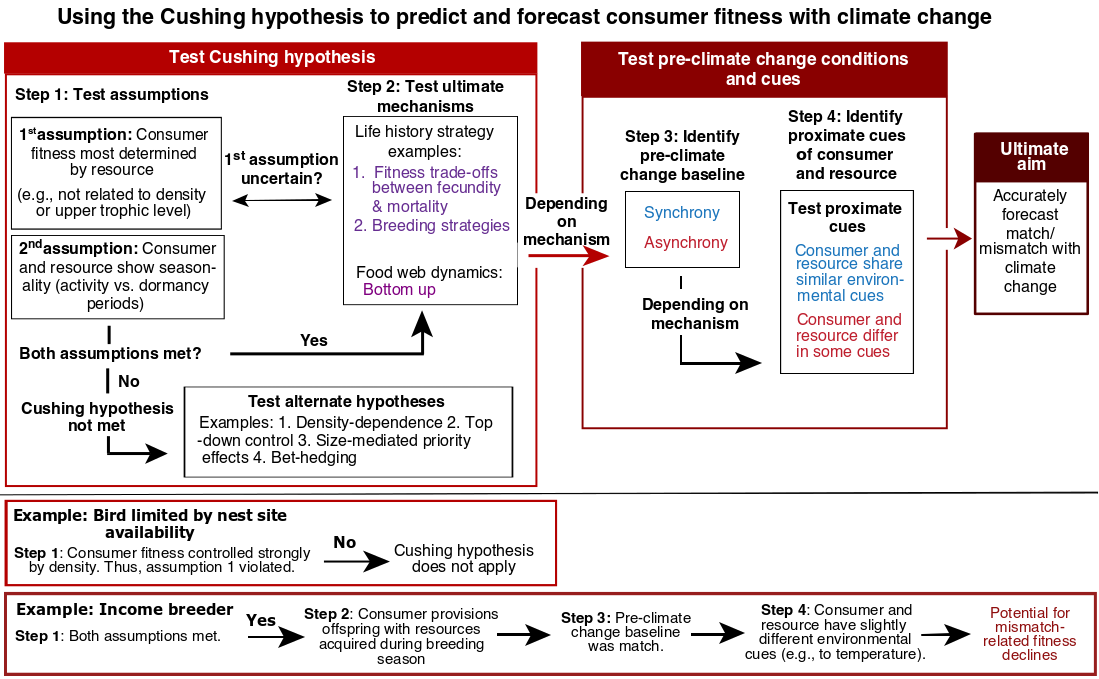 Using the Cushing hypothesis to predict and forecast consumer fitness with climate change
Test Cushing hypothesis
Step 1: Test assumptions
1st assumption: Consumer
fitness most determined
by resource
(e.g., not related to density
or upper trophic level)
2nd assumption: Consumer
and resource show season-
ality (activity vs. dormancy
periods)
Both assumptions met?
No
Cushing hypothesis
not met
Yes
1st assumption
uncertain?
Step 2: Test ultimate
mechanisms
Life history strategy
examples:
1. Fitness trade-offs
between fecundity
& mortality
2. Breeding strategies
Food web dynamics:
Bottom up
Test alternate hypotheses
Examples: 1. Density-dependence 2. Top
-down control 3. Size-mediated priority
effects 4. Bet-hedging
Depending
on
mechanism
Test pre-climate change conditions
and cues
Step 3: Identify
pre-climate
change baseline
Synchrony
Asynchrony
Depending on
mechanism
Step 4: Identify
proximate cues
of consumer
and resource
Test proximate
cues
Consumer and
resource share
similar environ-
mental cues
Consumer and
resource differ
in some cues
Ultimate
aim
Accurately
forecast
match/
mismatch with
climate
change
Example: Bird limited by nest site
availability
Step 1: Consumer fitness controlled strongly
by density. Thus, assumption 1 violated.
No
Cushing hypothesis
does not apply
Example: Income breeder
Step 1: Both assumptions met.
Yes
Step 2: Consumer provisions
offspring with resources
acquired during breeding
season
Step 3: Pre-climate
change baseline
was match.
Step 4: Consumer and
resource have slightly
different environmental
cues (e.g., to temperature).
Potential for
mismatch-
related fitness
declines